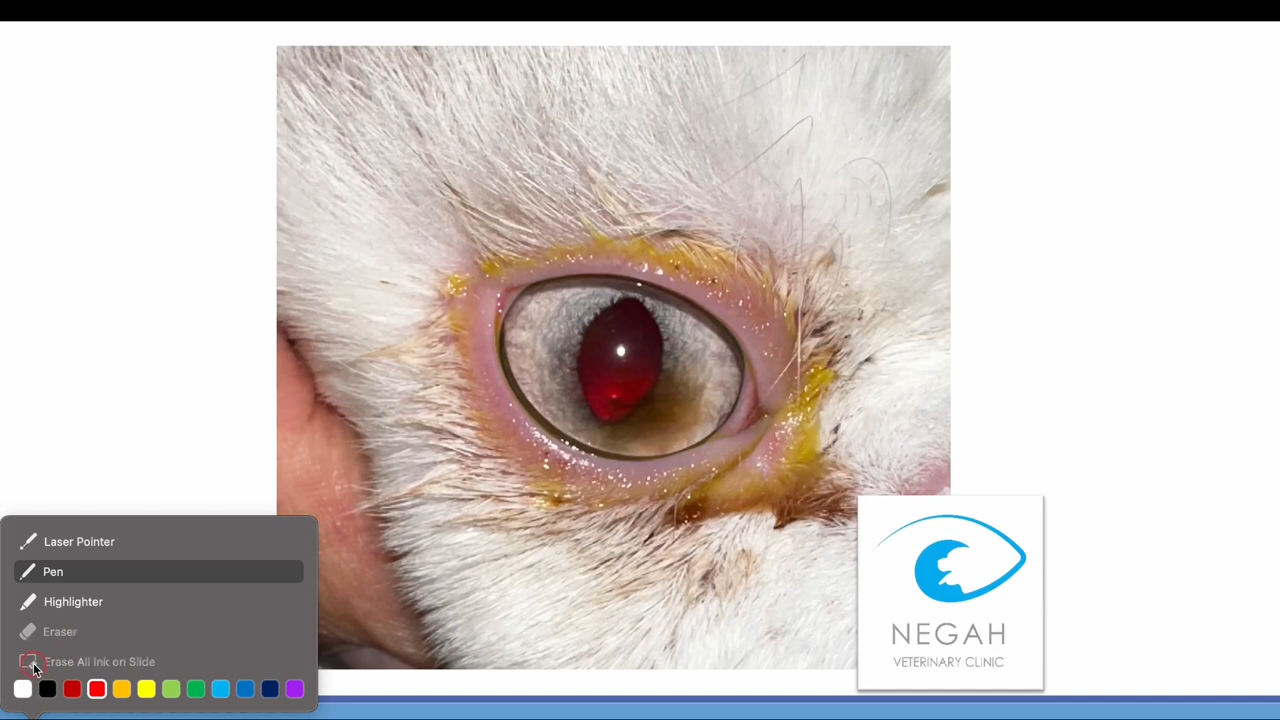 Laser Pointer
Pen
Highlighter
Eraser
Erase All Ink on Slide
NEGAH
VETERINARY CLINIC